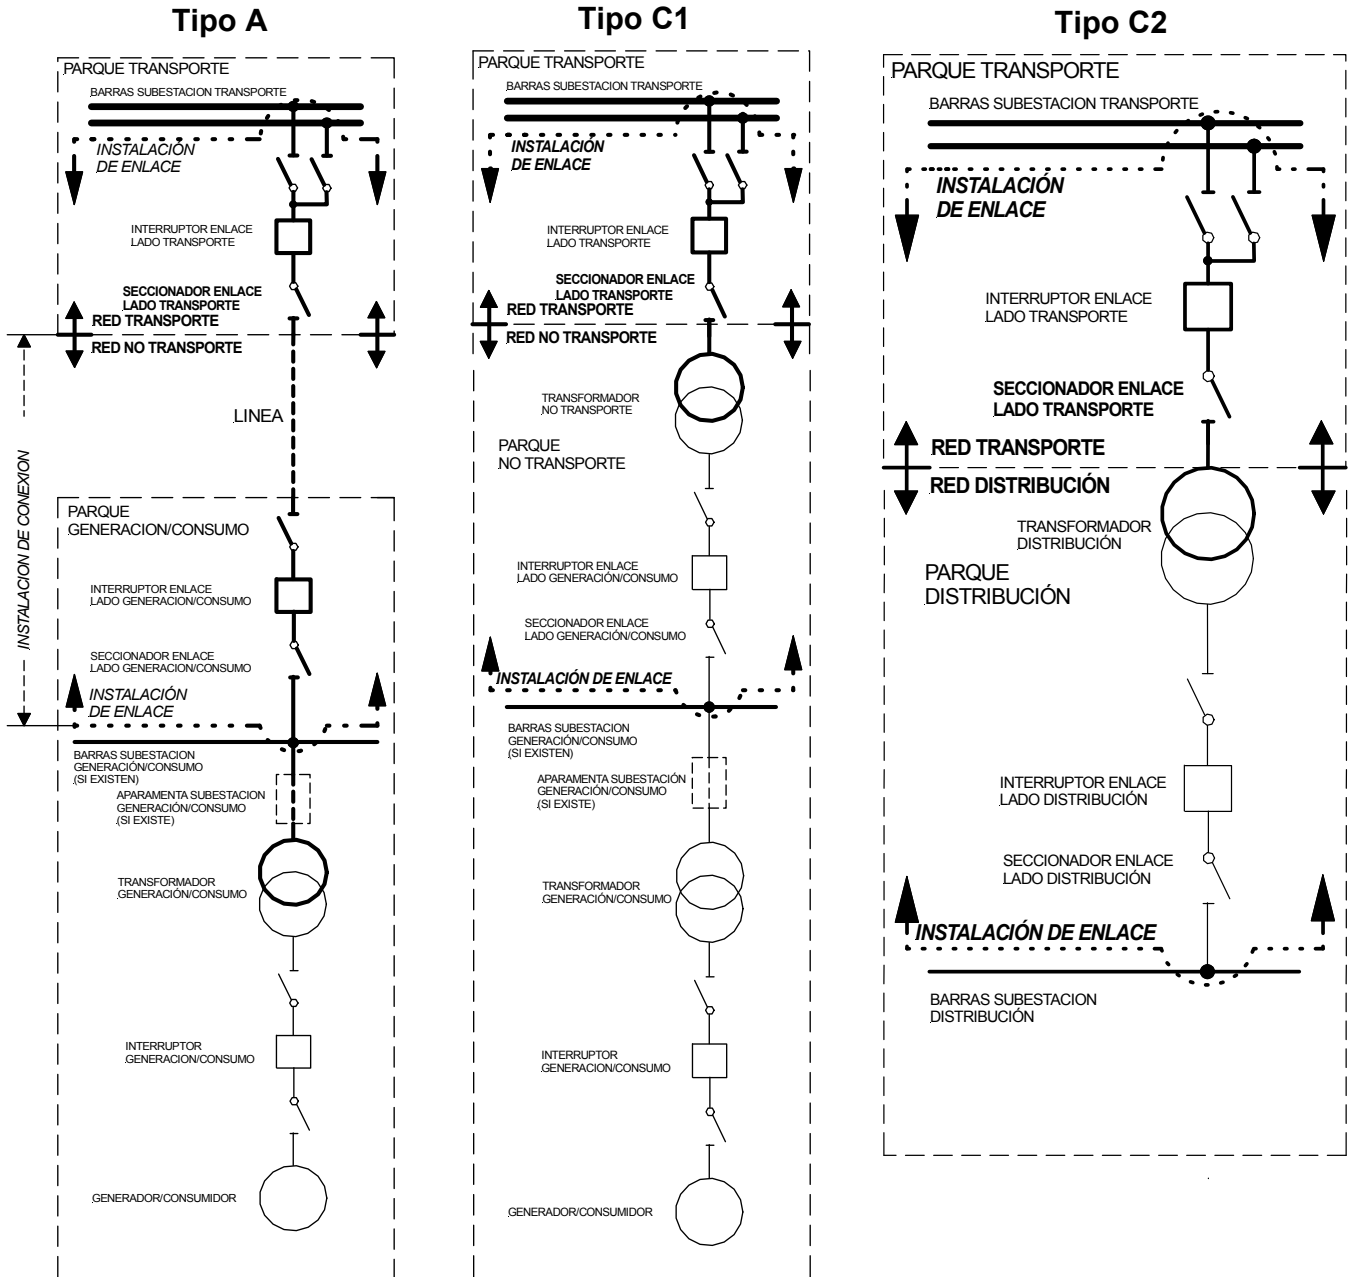 Tipo A
PARQUE TRANSPORTE
BARRAS SUBESTACION TRANSPORTE
INSTALACIÓN
DE ENLACE
INTERRUPTOR ENLACE
LADO TRANSPORTE
SECCIONADOR ENLACE
LADO TRANSPORTE
RED TRANSPORTE
RED NO TRANSPORTE
LINEA
INSTALACION DE CONEXION
PARQUE
GENERACION/CONSUMO
INTERRUPTOR ENLACE
LADO GENERACION/CONSUMO
SECCIONADOR ENLACE
LADO GENERACION/CONSUMO
INSTALACIÓN
DE ENLACE
BARRAS SUBESTACION
GENERACIÓN/CONSUMO
(SI EXISTEN)
APARAMENTA SUBESTACION
GENERACIÓN/CONSUMO
(SI EXISTE)
TRANSFORMADOR
GENERACIÓN/CONSUMO
INTERRUPTOR
GENERACION/CONSUMO
GENERADOR/CONSUMIDOR
Tipo C1
PARQUE TRANSPORTE
BARRAS SUBESTACION TRANSPORTE
INSTALACIÓN
DE ENLACE
INTERRUPTOR ENLACE
LADO TRANSPORTE
SECCIONADOR ENLACE
LADO TRANSPORTE
RED TRANSPORTE
RED NO TRANSPORTE
TRANSFORMADOR
NO TRANSPORTE
PARQUE
NO TRANSPORTE
INTERRUPTOR ENLACE
LADO GENERACIÓN/CONSUMO
SECCIONADOR ENLACE
LADO GENERACIÓN/CONSUMO
INSTALACIÓN DE ENLACE
BARRAS SUBESTACION
GENERACIÓN/CONSUMO
(SI EXISTEN)
APARAMENTA SUBESTACIÓN
GENERACIÓN/CONSUMO
(SI EXISTE)
TRANSFORMADOR
GENERACIÓN/CONSUMO
INTERRUPTOR
GENERACION/CONSUMO
GENERADOR/CONSUMIDOR
Tipo C2
PARQUE TRANSPORTE
BARRAS SUBESTACION TRANSPORTE
INSTALACIÓN
DE ENLACE
INTERRUPTOR ENLACE
LADO TRANSPORTE
SECCIONADOR ENLACE
LADO TRANSPORTE
RED TRANSPORTE
RED DISTRIBUCIÓN
TRANSFORMADOR
DISTRIBUCIÓN
PARQUE
DISTRIBUCIÓN
INTERRUPTOR ENLACE
LADO DISTRIBUCIÓN
SECCIONADOR ENLACE
LADO DISTRIBUCIÓN
INSTALACIÓN DE ENLACE
BARRAS SUBESTACION
DISTRIBUCIÓN